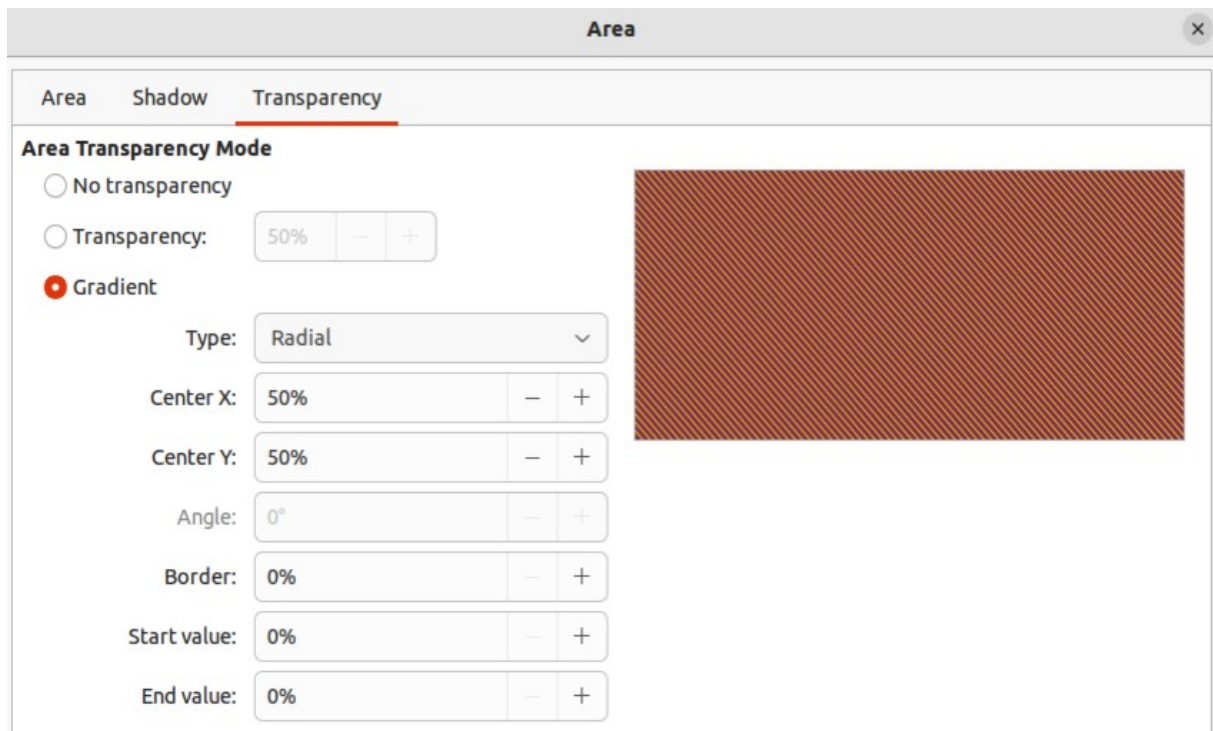 Area
Area Shadow Transparency
Area Transparency Mode
No transparency
Transparency: 50%
Gradient
Type: Radial
Center X: 50%
Center Y: 50%
Angle: 0°
Border: 0%
Start value: 0%
End value: 0%